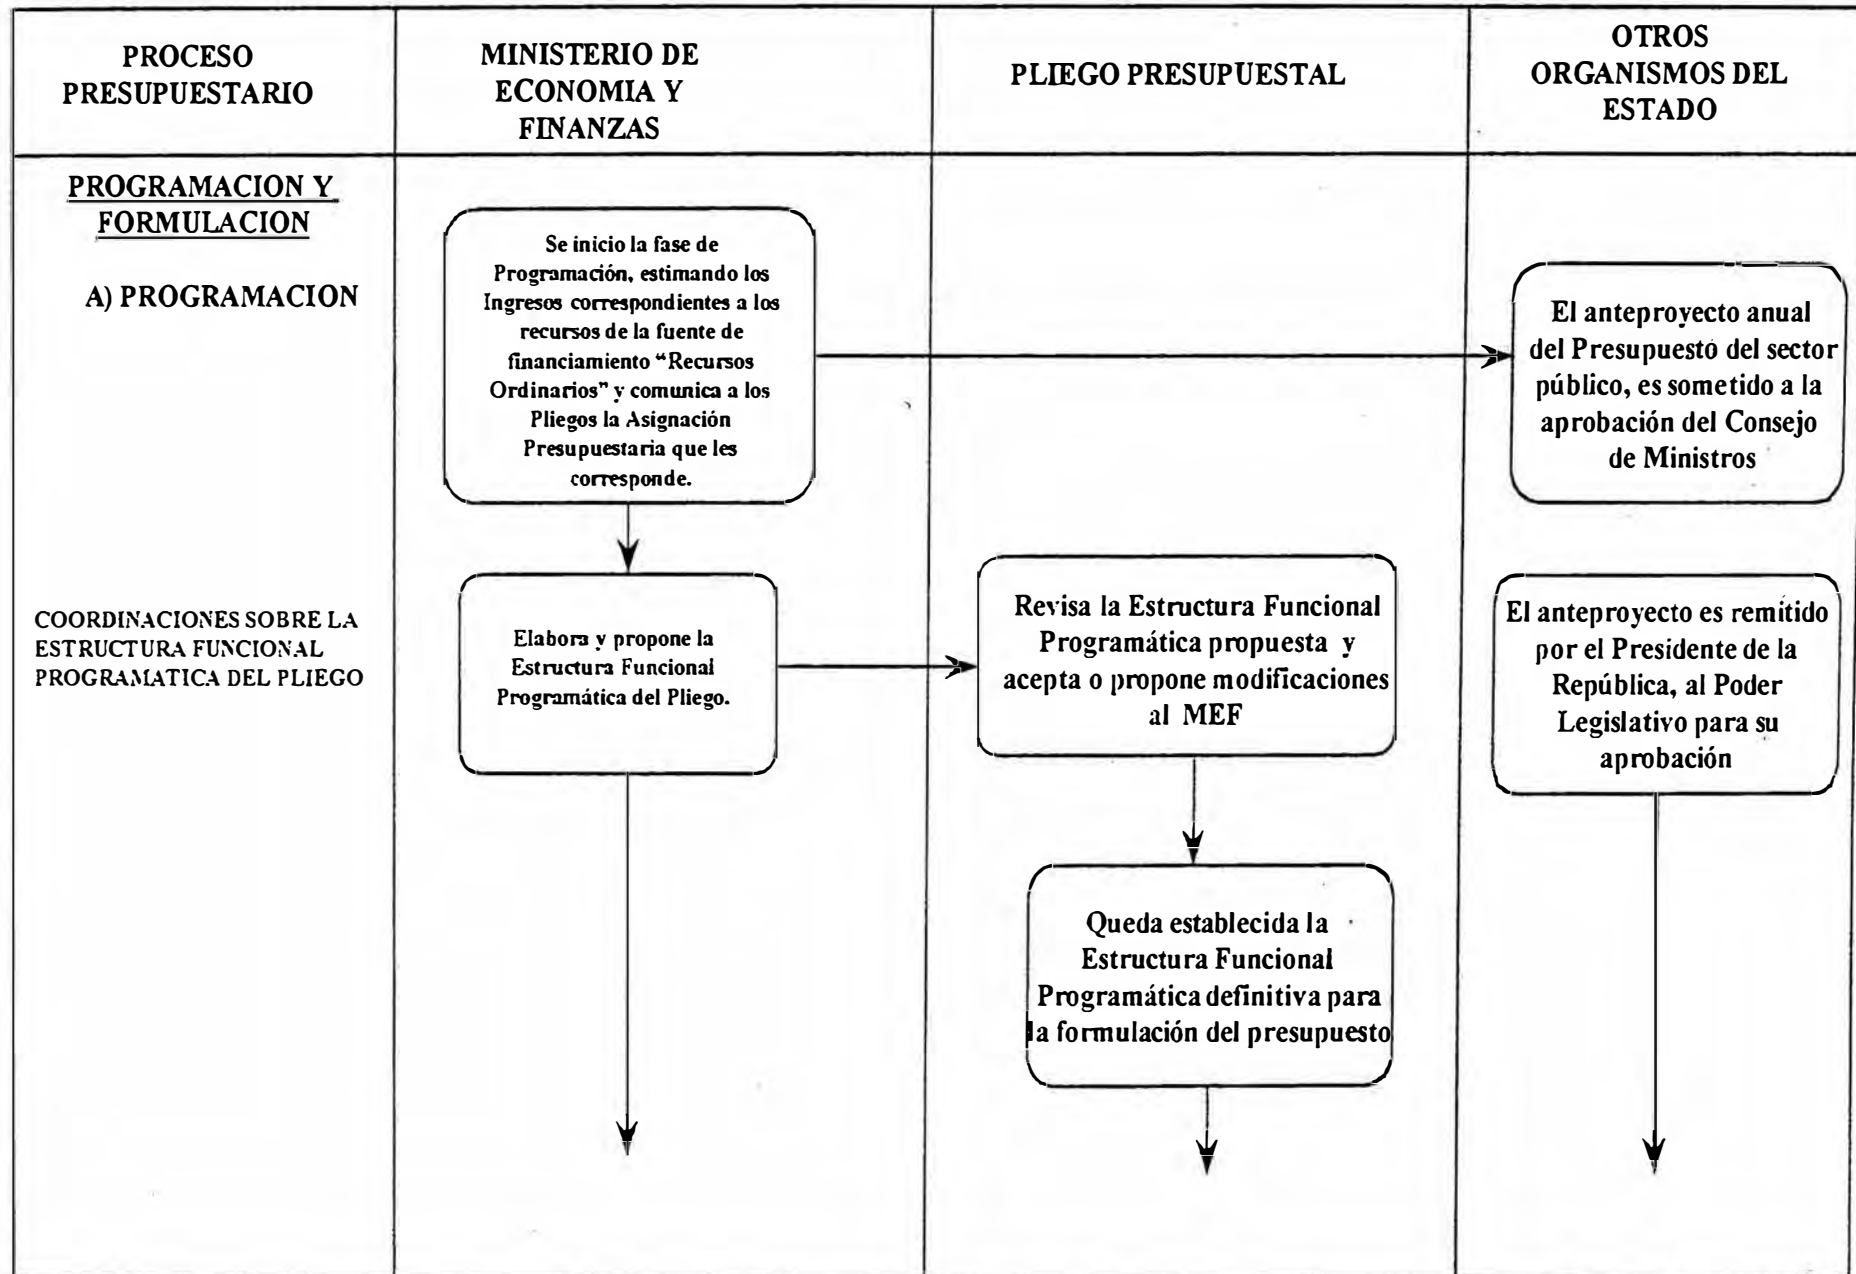 PROCESO
PRESUPUESTARIO
MINISTERIO DE
ECONOMIA Y
FINANZAS
PLIEGO PRESUPUESTAL
OTROS
ORGANISMOS DEL
ESTADO
PROGRAMACION Y
FORMULACION
A) PROGRAMACION
Se inicio la fase de
Programación, estimando los
Ingresos correspondientes a los
recursos de la fuente de
financiamiento “Recursos
Ordinarios” y comunica a los
Pliegos la Asignación
Presupuestaria que les
corresponde.
El anteproyecto anual
del Presupuesto del sector
público, es sometido a la
aprobación del Consejo
de Ministros
COORDINACIONES SOBRE LA
ESTRUCTURA FUNCIONAL
PROGRAMATICA DEL PLIEGO
Elabora y propone la
Estructura Funcional
Programática del Pliego.
Revisa la Estructura Funcional
Programática propuesta y
acepta o propone modificaciones
al MEF
El anteproyecto es remitido
por el Presidente de la
República, al Poder
Legislativo para su
aprobación
Queda establecida la
Estructura Funcional
Programática definitiva para
la formulación del presupuesto